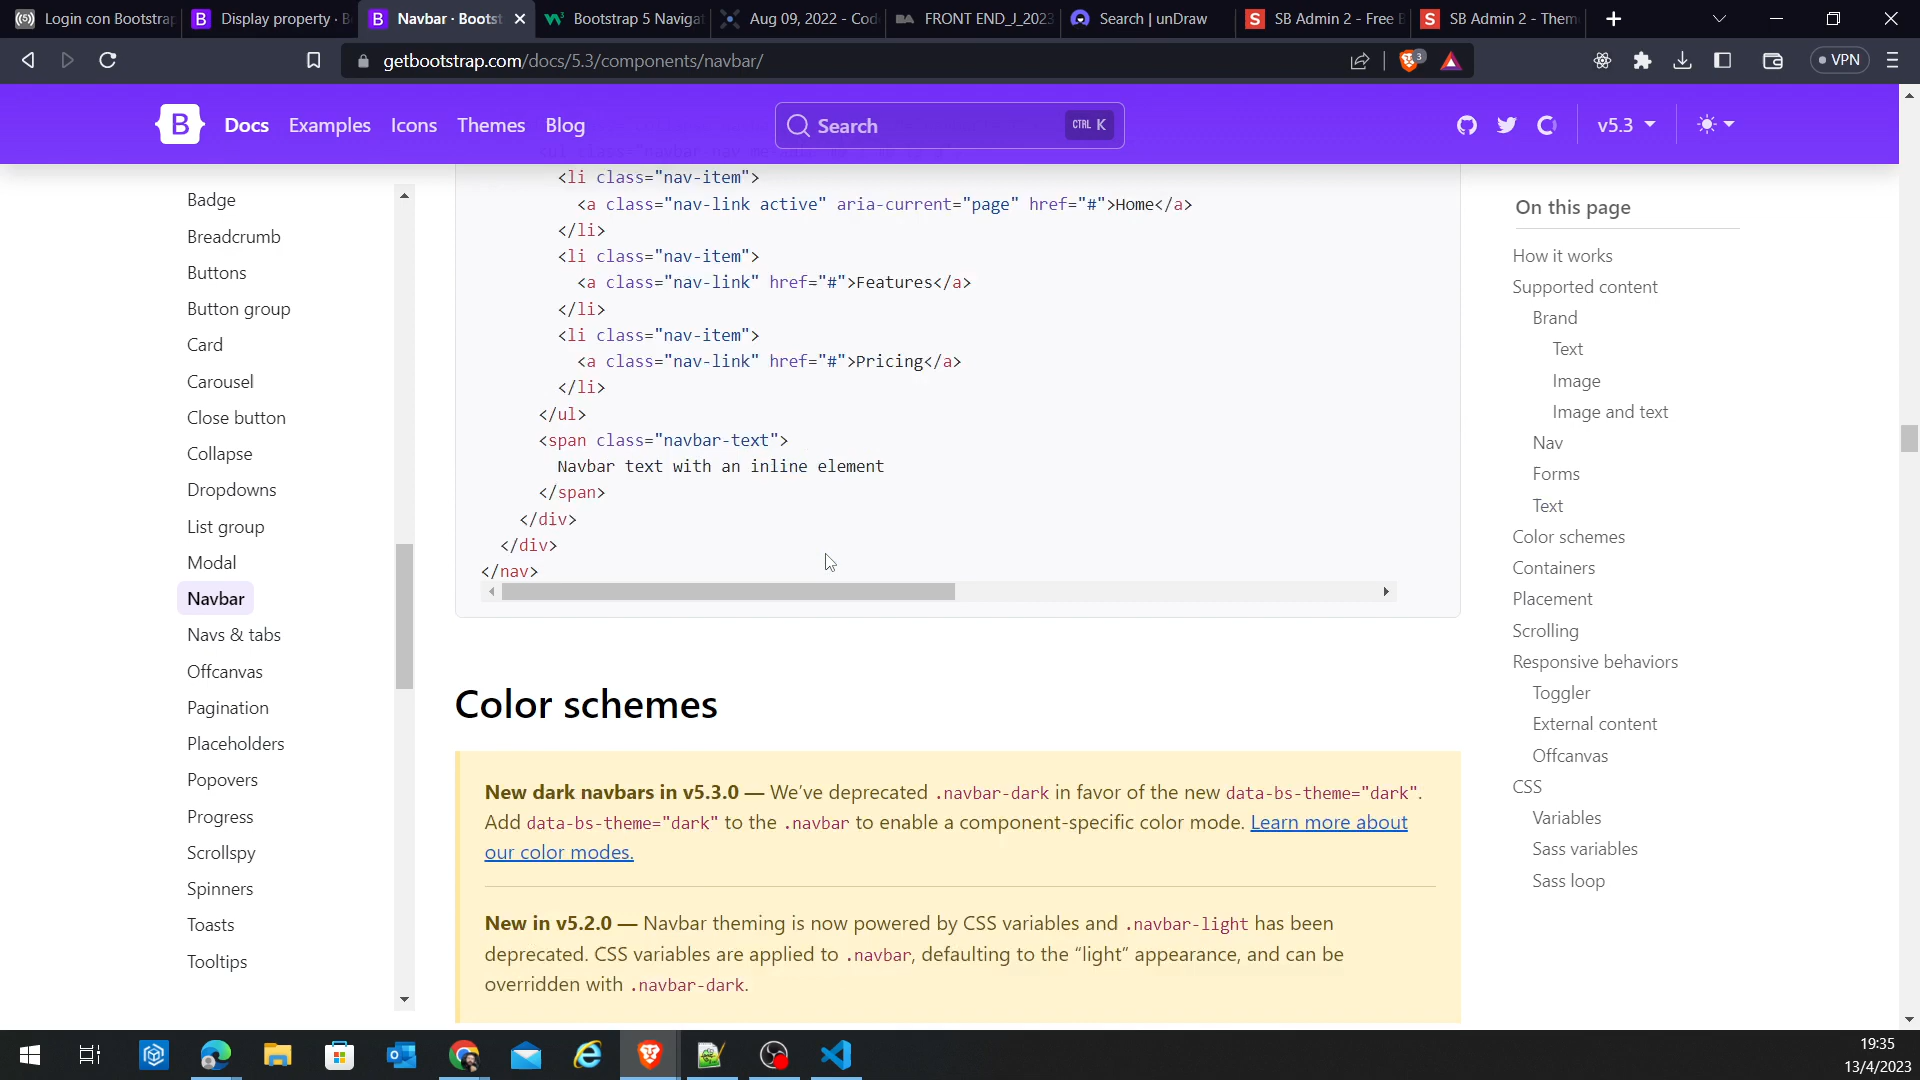 Login con Bootstrap
Display property · B
Navbar · Bootst
Bootstrap 5 Navigat
Aug 09, 2022 - Cod
FRONT END_J_2023
Search | unDraw
SB Admin 2 - Free B
SB Admin 2 - Them
getbootstrap.com/docs/5.3/components/navbar/
3
VPN
B
Docs
Examples
Icons
Themes
Blog
Search
CTRL K
v5.3
Badge
Breadcrumb
Buttons
Button group
Card
Carousel
Close button
Collapse
Dropdowns
List group
Modal
Navbar
Navs & tabs
Offcanvas
Pagination
Placeholders
Popovers
Progress
Scrollspy
Spinners
Toasts
Tooltips
<li class="nav-item">
<a class="nav-link active" aria-current="page" href="#">Home</a>
</li>
<li class="nav-item">
<a class="nav-link" href="#">Features</a>
</li>
<li class="nav-item">
<a class="nav-link" href="#">Pricing</a>
</li>
</ul>
<span class="navbar-text">
Navbar text with an inline element
</span>
</div>
</div>
</nav>
Color schemes
New dark navbars in v5.3.0 — We’ve deprecated .navbar-dark in favor of the new data-bs-theme="dark".
Add data-bs-theme="dark" to the .navbar to enable a component-specific color mode. Learn more about
our color modes.
New in v5.2.0 — Navbar theming is now powered by CSS variables and .navbar-light has been
deprecated. CSS variables are applied to .navbar, defaulting to the “light” appearance, and can be
overridden with .navbar-dark.
On this page
How it works
Supported content
Brand
Text
Image
Image and text
Nav
Forms
Text
Color schemes
Containers
Placement
Scrolling
Responsive behaviors
Toggler
External content
Offcanvas
CSS
Variables
Sass variables
Sass loop
19:35
13/4/2023